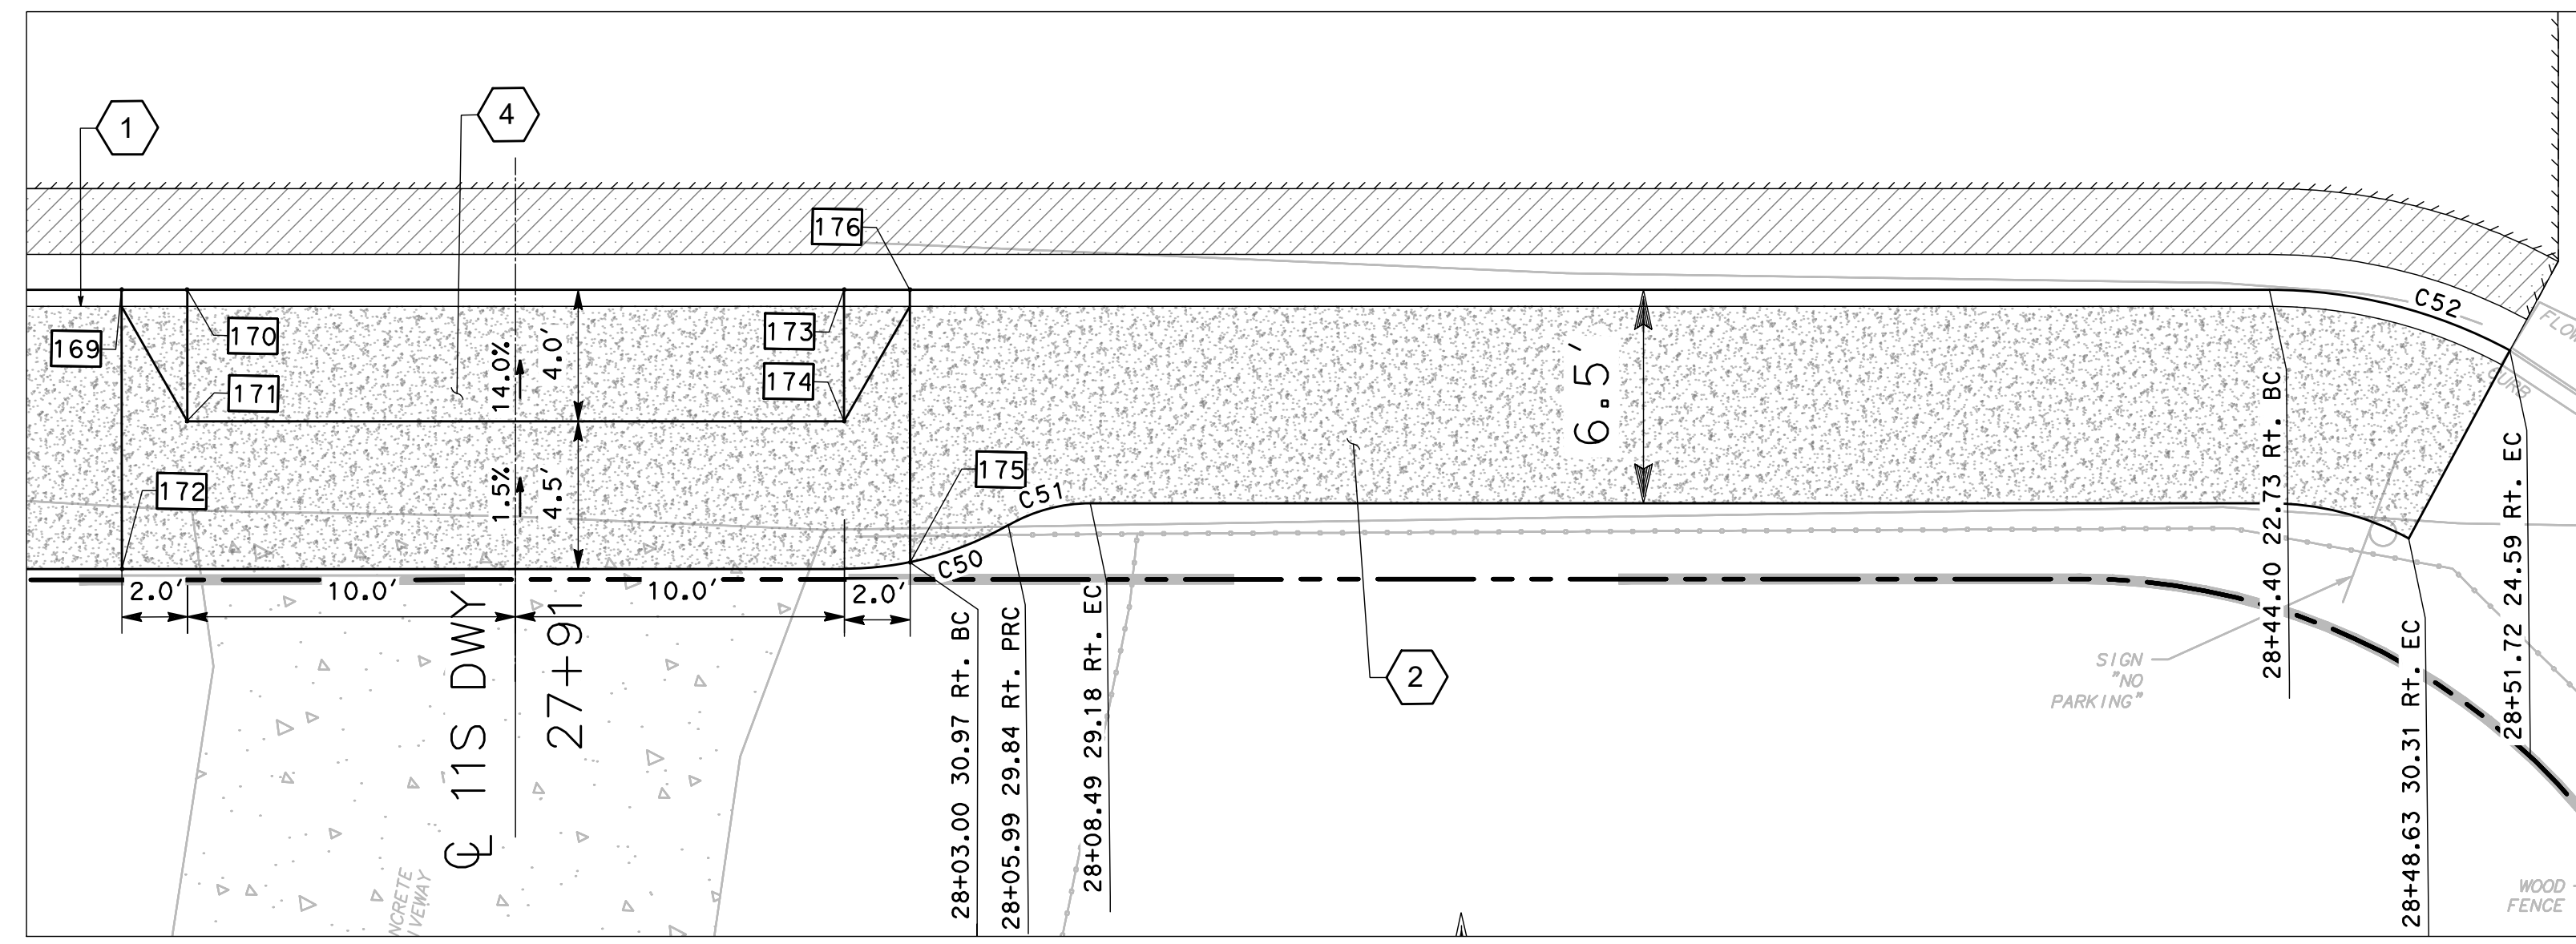 1
4
176
169
170
171
173
174
172
175
14.0%
4.0'
1.5%
4.5'
6.5'
C50
C51
C52
2.0'
10.0'
10.0'
2.0'
℄ 11S DWY
27+91
28+03.00 30.97 Rt. BC
28+05.99 29.84 Rt. PRC
28+08.49 29.18 Rt. EC
2
28+44.40 22.73 Rt. BC
28+48.63 30.31 Rt. EC
28+51.72 24.59 Rt. EC
SIGN
"NO
PARKING"
WOOD
FENCE
NCRETE
IVEWAY
FLO
CURB